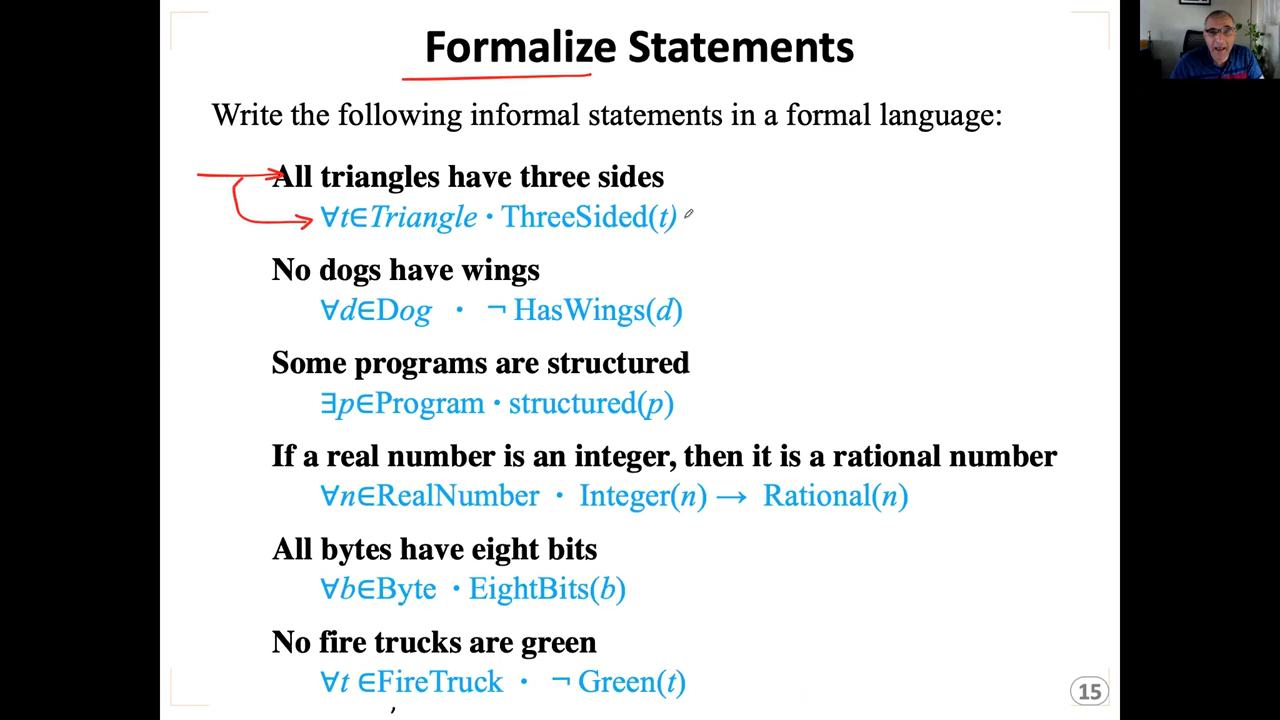 Formalize Statements
Write the following informal statements in a formal language:
All triangles have three sides
∀t∈Triangle · ThreeSided(t)
No dogs have wings
∀d∈Dog · ¬ HasWings(d)
Some programs are structured
∃p∈Program · structured(p)
If a real number is an integer, then it is a rational number
∀n∈RealNumber · Integer(n) → Rational(n)
All bytes have eight bits
∀b∈Byte · EightBits(b)
No fire trucks are green
∀t ∈FireTruck · ¬ Green(t)
,
15